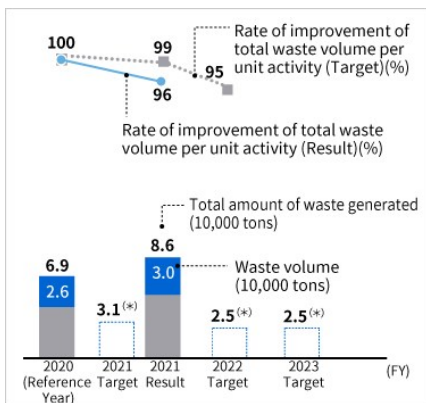 Rate of improvement of
total waste volume per
unit activity (Target)(%)
100
99
95
96
Rate of improvement of total waste
volume per unit activity (Result)(%)
Total amount of waste generated
(10,000 tons)
8.6
6.9
3.0
Waste volume
(10,000 tons)
2.6
3.1(*)
2.5(*)
2.5(*)
2020
(Reference
Year)
2021
Target
2021
Result
2022
Target
2023
Target
(FY)